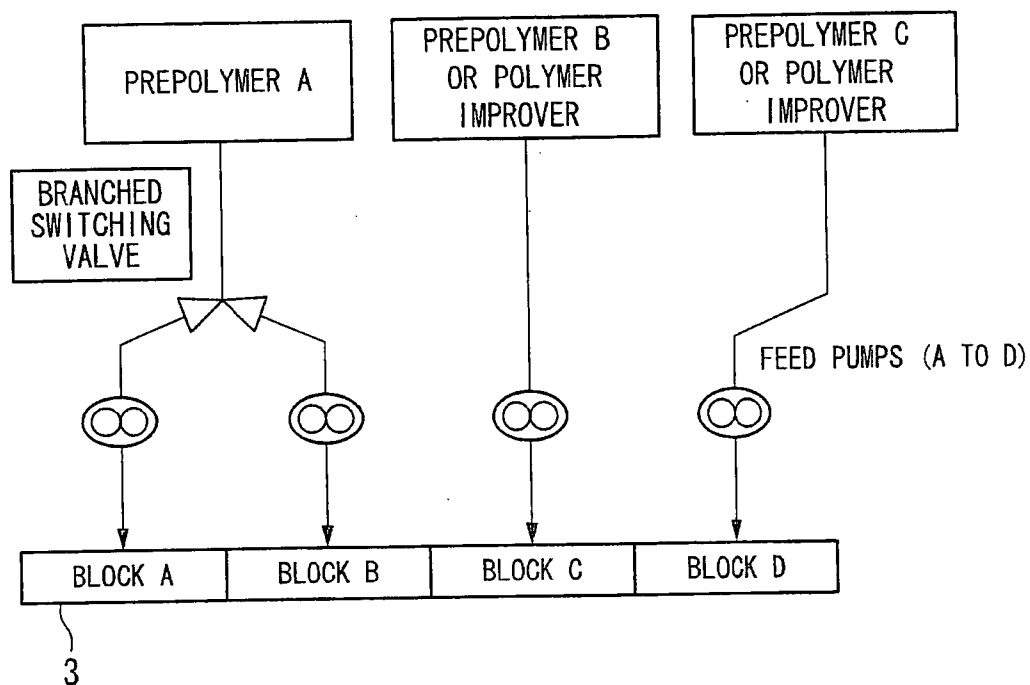 PREPOLYMER A
PREPOLYMER B
OR POLYMER
IMPROVER
PREPOLYMER C
OR POLYMER
IMPROVER
BRANCHED
SWITCHING
VALVE
FEED PUMPS (A TO D)
BLOCK A
BLOCK B
BLOCK C
BLOCK D
3